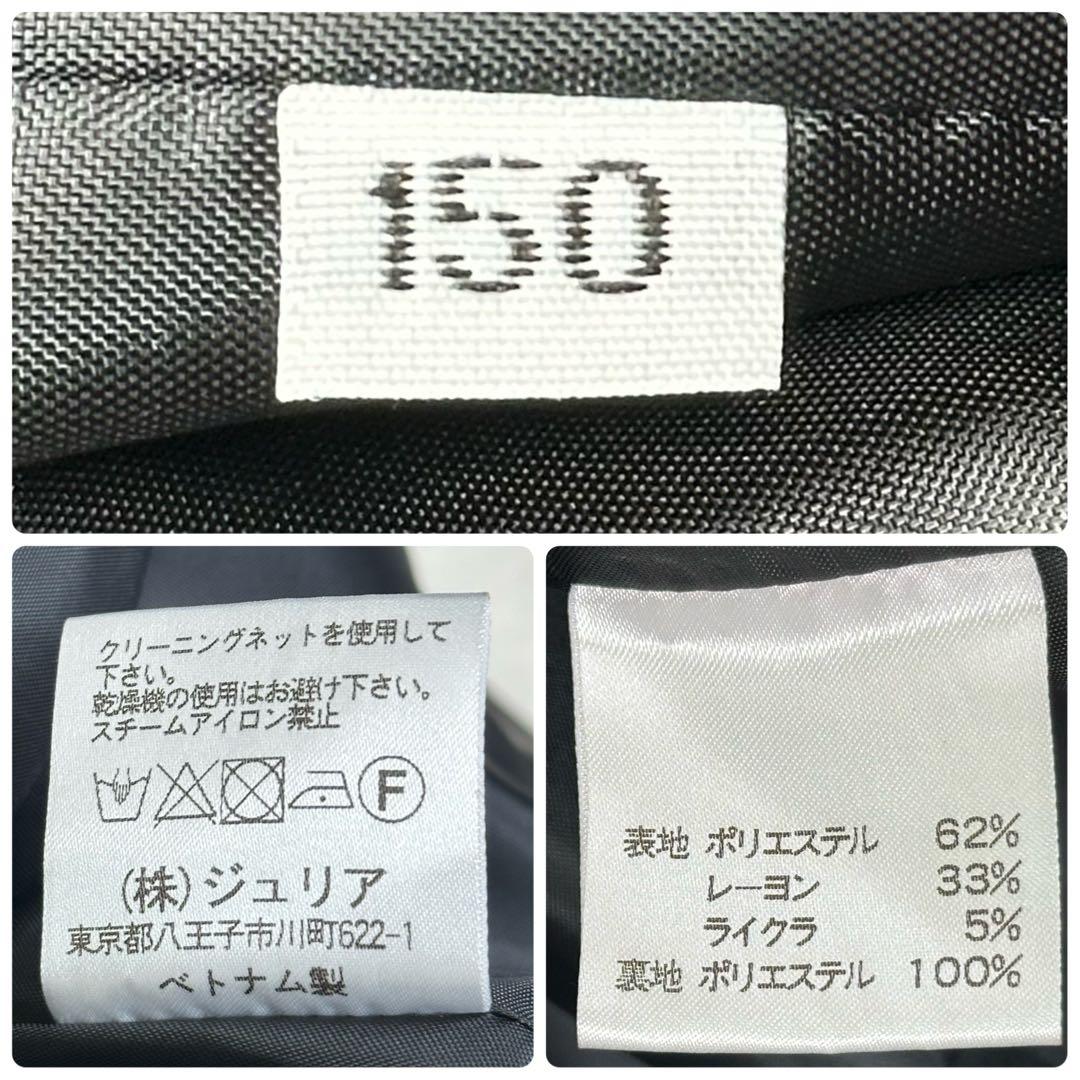 150
クリーニングネットを使用して
下さい。
乾燥機の使用はお避け下さい。
スチームアイロン禁止
F
(株)ジュリア
東京都八王子市川町622-1
ベトナム製
表地 ポリエステル 62%
レーヨン 33%
ライクラ 5%
裏地 ポリエステル 100%